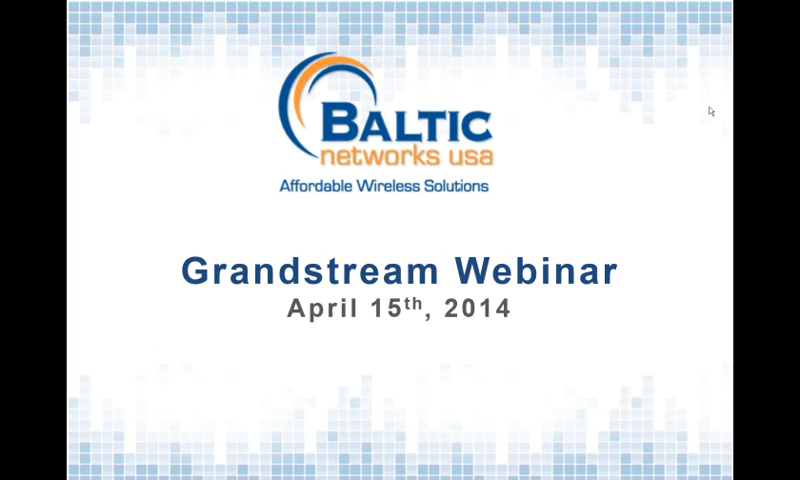 BALTIC
networks usa
Affordable Wireless Solutions
Grandstream Webinar
April 15th, 2014